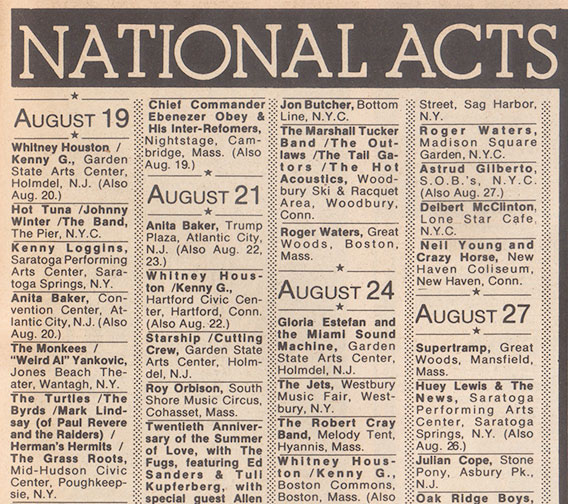 NATIONAL ACTS
AUGUST 19
Whitney Houston /
Kenny G., Garden
State Arts Center,
Holmdel, N.J. (Also
Aug. 20.)
Hot Tuna /Johnny
Winter /The Band,
The Pier, N.Y.C.
Kenny Loggins,
Saratoga Performing
Arts Center, Sara-
toga Springs, N.Y.
Anita Baker, Con-
vention Center, At-
lantic City, N.J. (Also
Aug. 20.)
The Monkees /
"Weird Al" Yankovic,
Jones Beach The-
ater, Wantagh, N.Y.
The Turtles /The
Byrds /Mark Lind-
say (of Paul Revere
and the Raiders) /
Herman's Hermits /
The Grass Roots,
Mid-Hudson Civic
Center, Poughkeep-
sie, N.Y.
Chief Commander
Ebenezer Obey &
His Inter-Refomers,
Nightstage, Cam-
bridge, Mass. (Also
Aug. 19.)
AUGUST 21
Anita Baker, Trump
Plaza, Atlantic City,
N.J. (Also Aug. 22,
23.)
Whitney Hous-
ton /Kenny G.,
Hartford Civic Cen-
ter, Hartford, Conn.
(Also Aug. 22.)
Starship /Cutting
Crew, Garden State
Arts Center, Holm-
del, N.J.
Roy Orbison, South
Shore Music Circus,
Cohasset, Mass.
Twentieth Anniver-
sary of the Summer
of Love, with The
Fugs, featuring Ed
Sanders & Tuli
Kupferberg, with
special guest Allen
Jon Butcher, Bottom
Line, N.Y.C.
The Marshall Tucker
Band /The Out-
laws /The Tail Ga-
tors /The Hot
Acoustics, Wood-
bury Ski & Racquet
Area, Woodbury,
Conn.
Roger Waters, Great
Woods, Boston,
Mass.
AUGUST 24
Gloria Estefan and
the Miami Sound
Machine, Garden
State Arts Center,
Holmdel, N.J.
The Jets, Westbury
Music Fair, West-
bury, N.Y.
The Robert Cray
Band, Melody Tent,
Hyannis, Mass.
Whitney Hous-
ton /Kenny G.,
Boston Commons,
Boston, Mass. (Also
Street, Sag Harbor,
N.Y.
Roger Waters,
Madison Square
Garden, N.Y.C.
Astrud Gilberto,
S.O.B.'s, N.Y.C.
(Also Aug. 27.)
Delbert McClinton,
Lone Star Cafe,
N.Y.C.
Neil Young and
Crazy Horse, New
Haven Coliseum,
New Haven, Conn.
AUGUST 27
Supertramp, Great
Woods, Mansfield,
Mass.
Huey Lewis & The
News, Saratoga
Performing Arts
Center, Saratoga
Springs, N.Y. (Also
Aug. 26.)
Julian Cope, Stone
Pony, Asbury Pk.,
N.J.
Oak Ridge Boys,